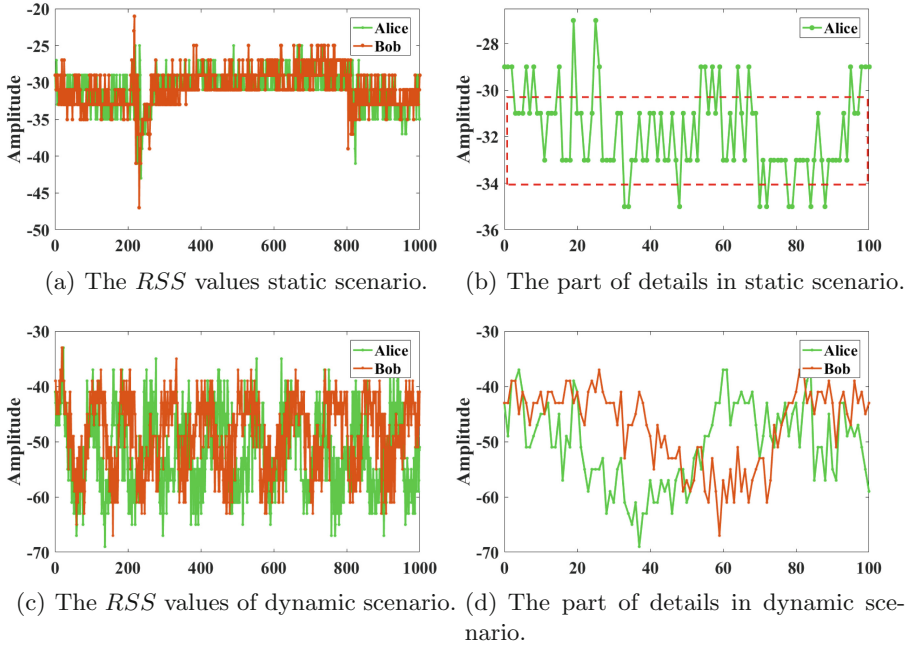 -20
-25
-30
-35
-40
-45
-50
Amplitude
Alice
Bob
0 200 400 600 800 1000
(a) The RSS values static scenario.
-28
-30
-32
-34
-36
Amplitude
Alice
0 20 40 60 80 100
(b) The part of details in static scenario.
-30
-40
-50
-60
-70
Amplitude
Alice
Bob
0 200 400 600 800 1000
(c) The RSS values of dynamic scenario.
-30
-40
-50
-60
-70
Amplitude
Alice
Bob
0 20 40 60 80 100
(d) The part of details in dynamic sce-
nario.